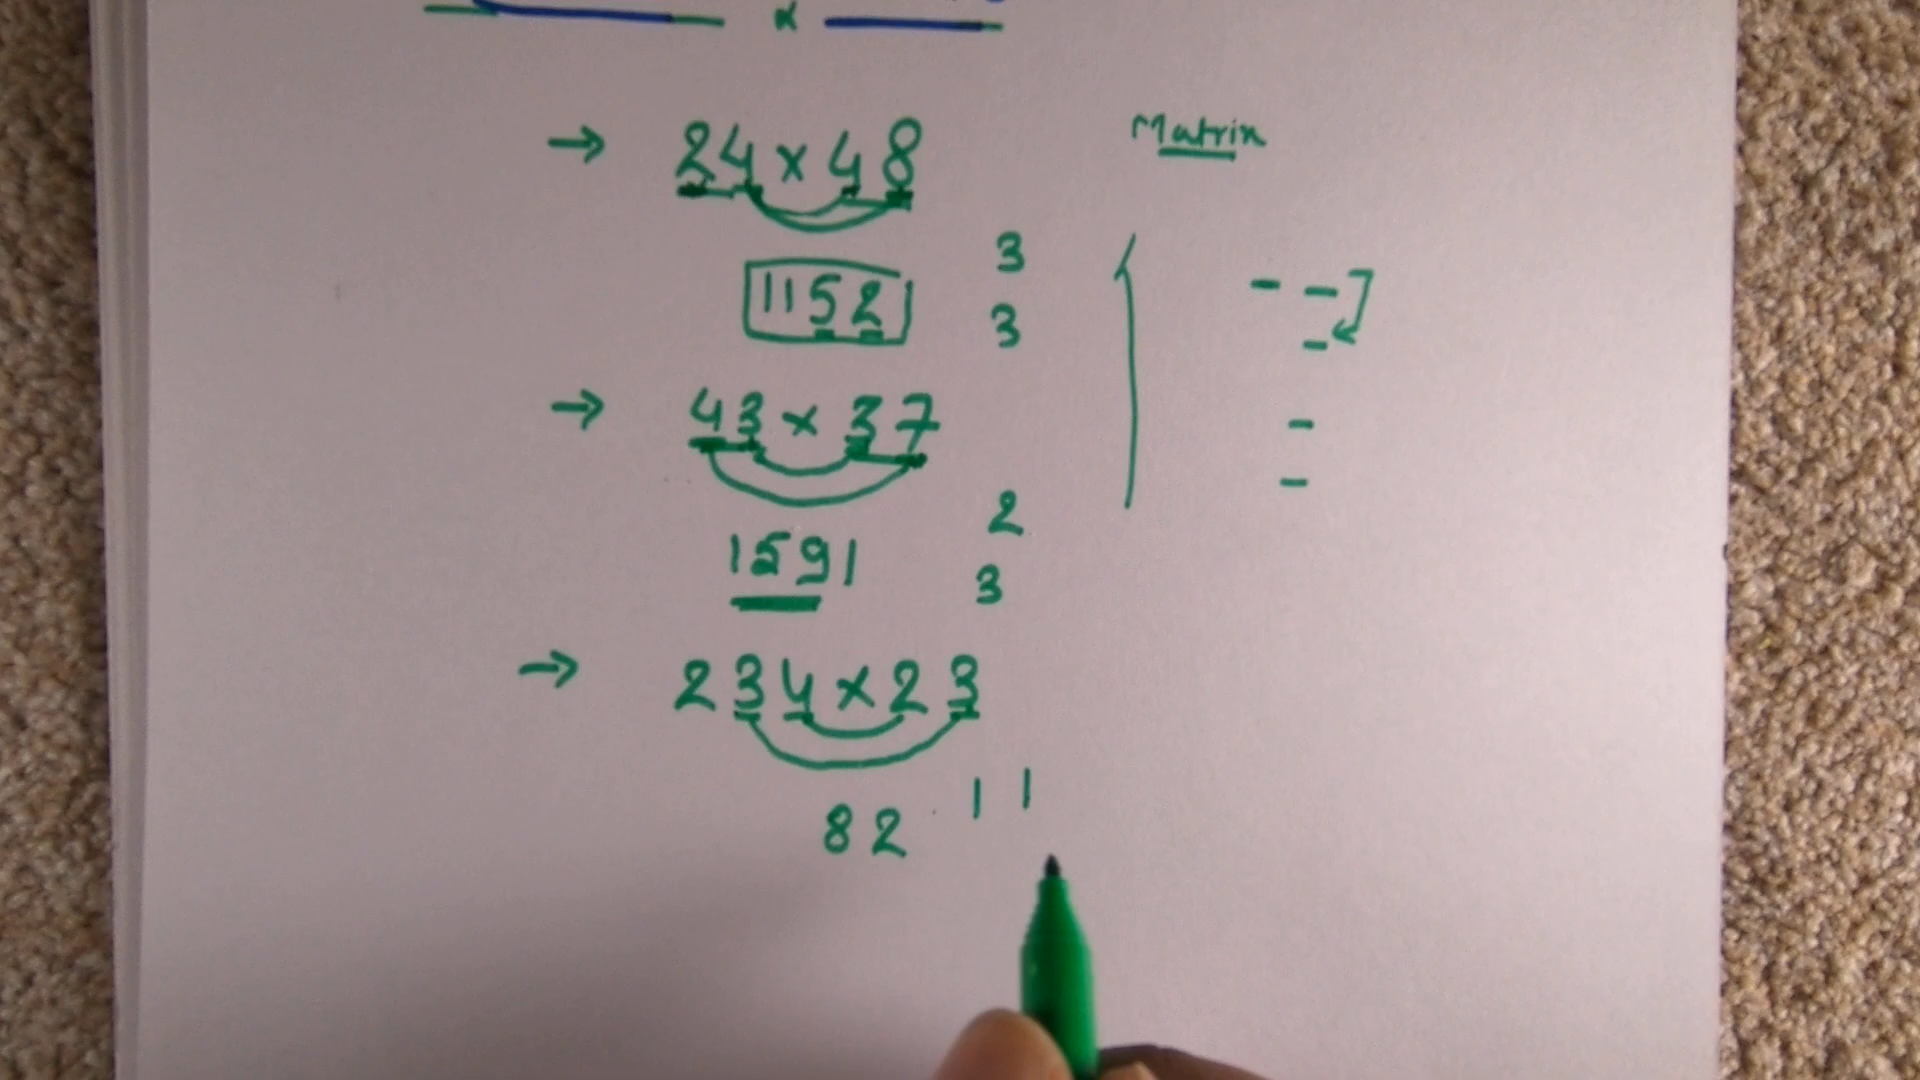 → 24 × 48
Matrix
1152
3
3
→ 43 × 37
1591
2
3
→ 234 × 23
82
1 1